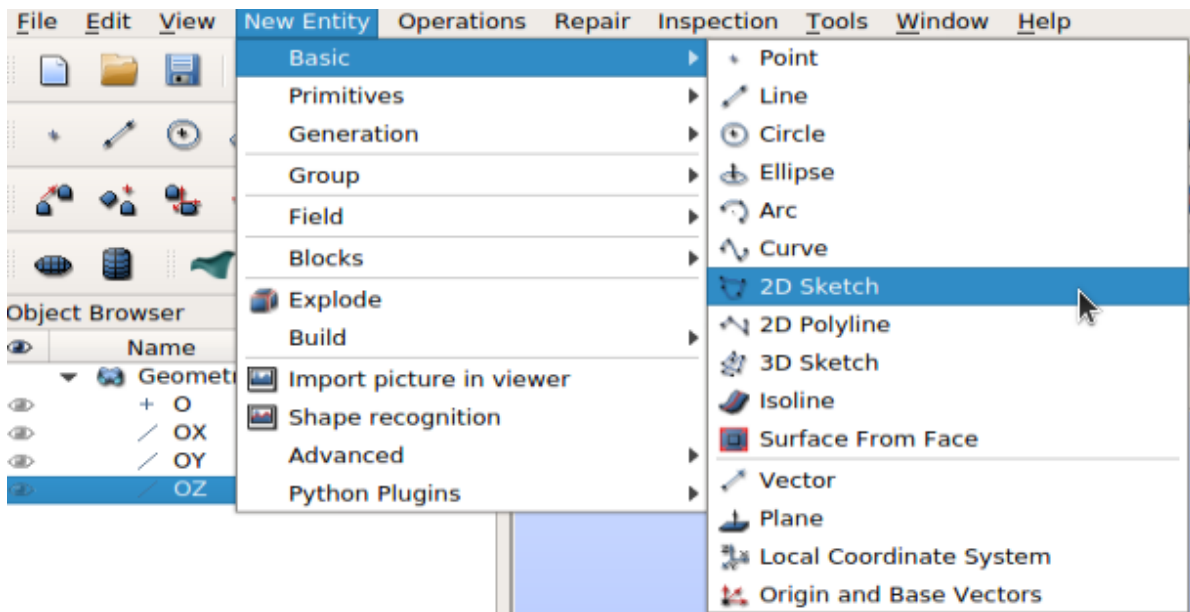 File Edit View New Entity Operations Repair Inspection Tools Window Help
Basic
Primitives
Generation
Group
Field
Blocks
Explode
Build
Import picture in viewer
Shape recognition
Advanced
Python Plugins
Point
Line
Circle
Ellipse
Arc
Curve
2D Sketch
2D Polyline
3D Sketch
Isoline
Surface From Face
Vector
Plane
Local Coordinate System
Origin and Base Vectors
Object Browser
Name
Geomet
O
OX
OY
OZ